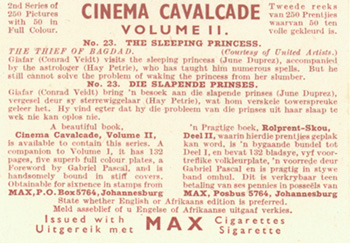 2nd Series of
250 Pictures
with 50 in
Full Colour.
CINEMA CAVALCADE
VOLUME II.
Tweede reeks
van 250 Prentjies
waarvan 50 ten
volle gekleurd is.
No. 23. THE SLEEPING PRINCESS.
THE THIEF OF BAGDAD. (Courtesy of United Artists.)
Giafar (Conrad Veidt) visits the sleeping princess (June Duprez), accompanied
by the astrologer (Hay Petrie), who has taught him numerous spells. But he
still cannot solve the problem of waking the princess from her slumber.
No. 23. DIE SLAPENDE PRINSES.
Giafar (Conrad Veidt) bring 'n besoek aan die slapende prinses (June Duprez),
vergesel deur sy sterrewiggelaar (Hay Petrie), wat hom verskeie towerspreuke
geleer het. Hy vind egter dat hy die probleem van die prinses uit haar slaap te
wek nie kan oplos nie.
A beautiful book,
Cinema Cavalcade, Volume II,
is available to contain this series. A
companion to Volume I, it has 132
pages, five superb full colour plates, a
Foreword by Gabriel Pascal, and is
handsomely bound in stiff covers.
Obtainable for sixpence in stamps from
MAX, P.O. Box 5764, Johannesburg
'n Pragtige boek, Rolprent-Skou,
Deel II, waarin hierdie prentjies geplak
kan word, is 'n bygaande bundel tot
Deel I, en bevat 132 bladsye, vyf voor-
treflike volkleurplate, 'n voorrede deur
Gabriel Pascal en is pragtig in stywe
band omhul. Dit is verkrybaar teen
betaling van ses pennies in posseëls van
MAX, Posbus 5764, Johannesburg
State whether English or Afrikaans edition is preferred.
Meld asseblief of u Engelse of Afrikaanse uitgaaf verkies.
Issued with
Uitgereik met
MAX
Cigarettes
Sigarette